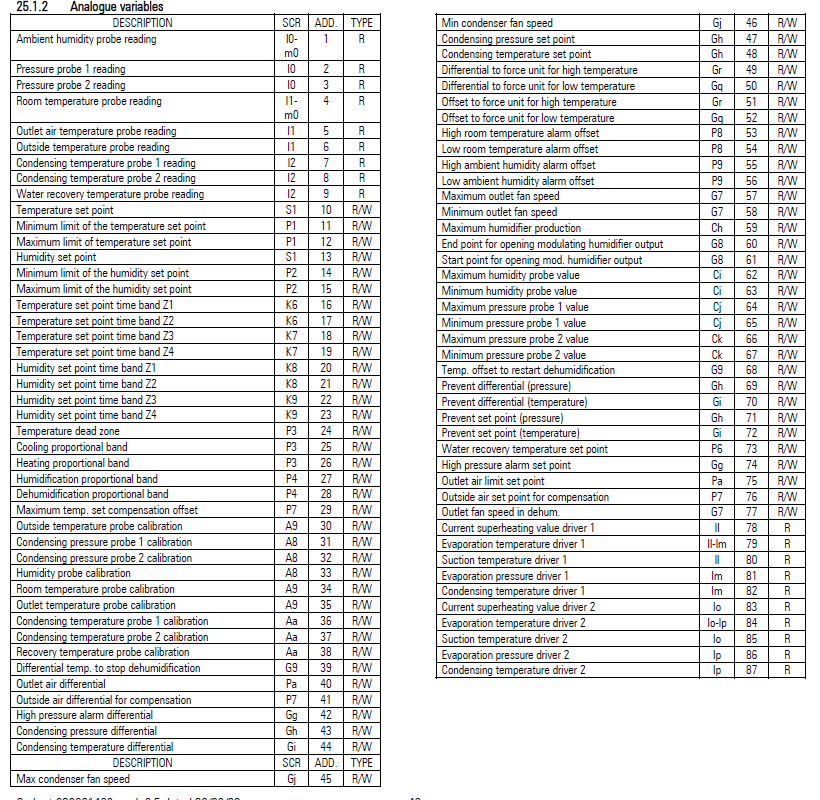 25.1.2 Analogue variables
DESCRIPTION SCR ADD. TYPE
Ambient humidity probe reading I0- 1 R
m0
Pressure probe 1 reading I0 2 R
Pressure probe 2 reading I0 3 R
Room temperature probe reading I1- 4 R
m0
Outlet air temperature probe reading I1 5 R
Outside temperature probe reading I1 6 R
Condensing temperature probe 1 reading I2 7 R
Condensing temperature probe 2 reading I2 8 R
Water recovery temperature probe reading I2 9 R
Temperature set point S1 10 R/W
Minimum limit of the temperature set point P1 11 R/W
Maximum limit of temperature set point P1 12 R/W
Humidity set point S1 13 R/W
Minimum limit of the humidity set point P2 14 R/W
Maximum limit of the humidity set point P2 15 R/W
Temperature set point time band Z1 K6 16 R/W
Temperature set point time band Z2 K6 17 R/W
Temperature set point time band Z3 K7 18 R/W
Temperature set point time band Z4 K7 19 R/W
Humidity set point time band Z1 K8 20 R/W
Humidity set point time band Z2 K8 21 R/W
Humidity set point time band Z3 K9 22 R/W
Humidity set point time band Z4 K9 23 R/W
Temperature dead zone P3 24 R/W
Cooling proportional band P3 25 R/W
Heating proportional band P3 26 R/W
Humidification proportional band P4 27 R/W
Dehumidification proportional band P4 28 R/W
Maximum temp. set compensation offset P7 29 R/W
Outside temperature probe calibration A9 30 R/W
Condensing pressure probe 1 calibration A8 31 R/W
Condensing pressure probe 2 calibration A8 32 R/W
Humidity probe calibration A8 33 R/W
Room temperature probe calibration A9 34 R/W
Outlet temperature probe calibration A9 35 R/W
Condensing temperature probe 1 calibration Aa 36 R/W
Condensing temperature probe 2 calibration Aa 37 R/W
Recovery temperature probe calibration Aa 38 R/W
Differential temp. to stop dehumidification G9 39 R/W
Outlet air differential Pa 40 R/W
Outside air differential for compensation P7 41 R/W
High pressure alarm differential Gg 42 R/W
Condensing pressure differential Gh 43 R/W
Condensing temperature differential Gi 44 R/W
DESCRIPTION SCR ADD. TYPE
Max condenser fan speed Gj 45 R/W
Min condenser fan speed Gj 46 R/W
Condensing pressure set point Gh 47 R/W
Condensing temperature set point Gh 48 R/W
Differential to force unit for high temperature Gr 49 R/W
Differential to force unit for low temperature Gq 50 R/W
Offset to force unit for high temperature Gr 51 R/W
Offset to force unit for low temperature Gq 52 R/W
High room temperature alarm offset P8 53 R/W
Low room temperature alarm offset P8 54 R/W
High ambient humidity alarm offset P9 55 R/W
Low ambient humidity alarm offset P9 56 R/W
Maximum outlet fan speed G7 57 R/W
Minimum outlet fan speed G7 58 R/W
Maximum humidifier production Ch 59 R/W
End point for opening modulating humidifier output G8 60 R/W
Start point for opening mod. humidifier output G8 61 R/W
Maximum humidity probe value Ci 62 R/W
Minimum humidity probe value Ci 63 R/W
Maximum pressure probe 1 value Cj 64 R/W
Minimum pressure probe 1 value Cj 65 R/W
Maximum pressure probe 2 value Ck 66 R/W
Minimum pressure probe 2 value Ck 67 R/W
Temp. offset to restart dehumidification G9 68 R/W
Prevent differential (pressure) Gh 69 R/W
Prevent differential (temperature) Gi 70 R/W
Prevent set point (pressure) Gh 71 R/W
Prevent set point (temperature) Gi 72 R/W
Water recovery temperature set point P6 73 R/W
High pressure alarm set point Gg 74 R/W
Outlet air limit set point Pa 75 R/W
Outside air set point for compensation P7 76 R/W
Outlet fan speed in dehum. G7 77 R/W
Current superheating value driver 1 Il 78 R
Evaporation temperature driver 1 Il-Im 79 R
Suction temperature driver 1 Il 80 R
Evaporation pressure driver 1 Im 81 R
Condensing temperature driver 1 Im 82 R
Current superheating value driver 2 Io 83 R
Evaporation temperature driver 2 Io-Ip 84 R
Suction temperature driver 2 Io 85 R
Evaporation pressure driver 2 Ip 86 R
Condensing temperature driver 2 Ip 87 R